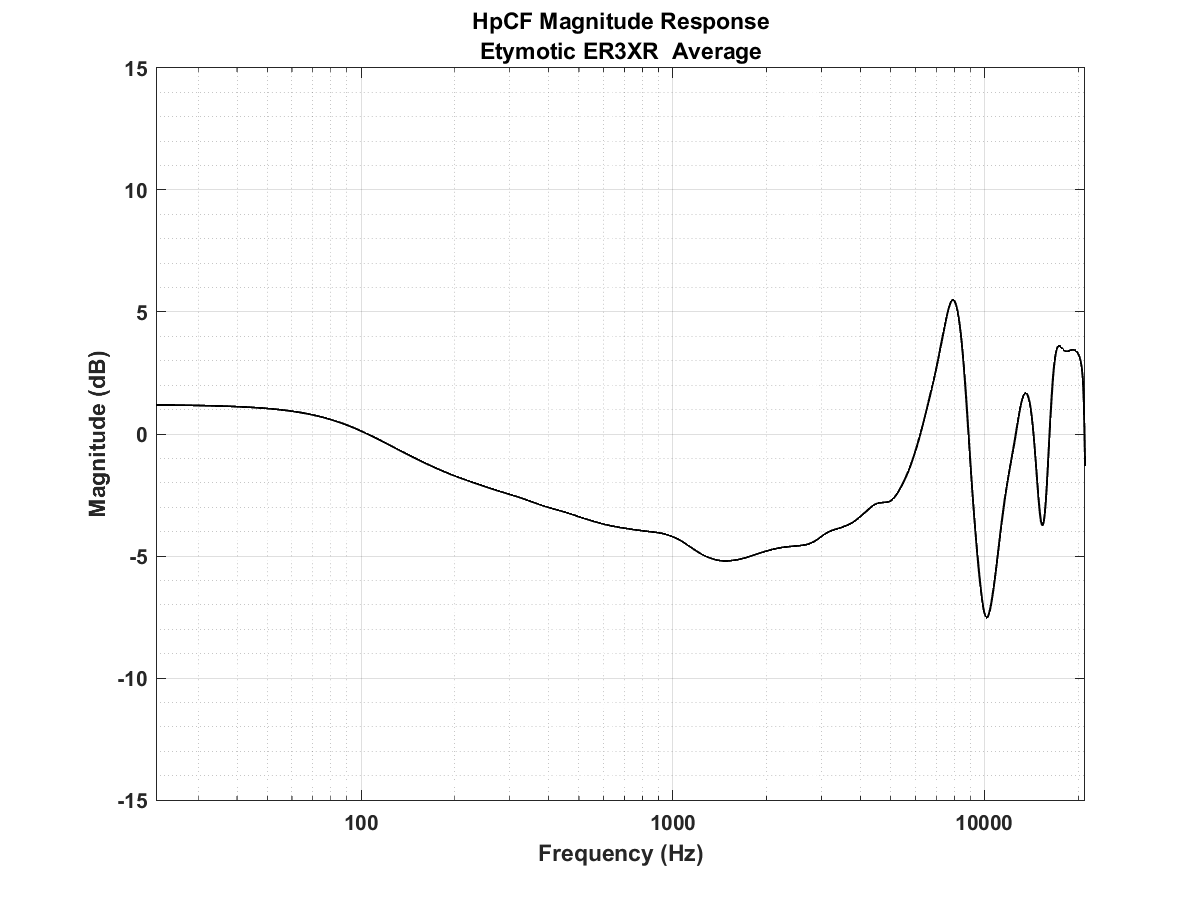 HpCF Magnitude Response
Etymotic ER3XR  Average
15
10
5
0
-5
-10
-15
Magnitude (dB)
100
1000
10000
Frequency (Hz)